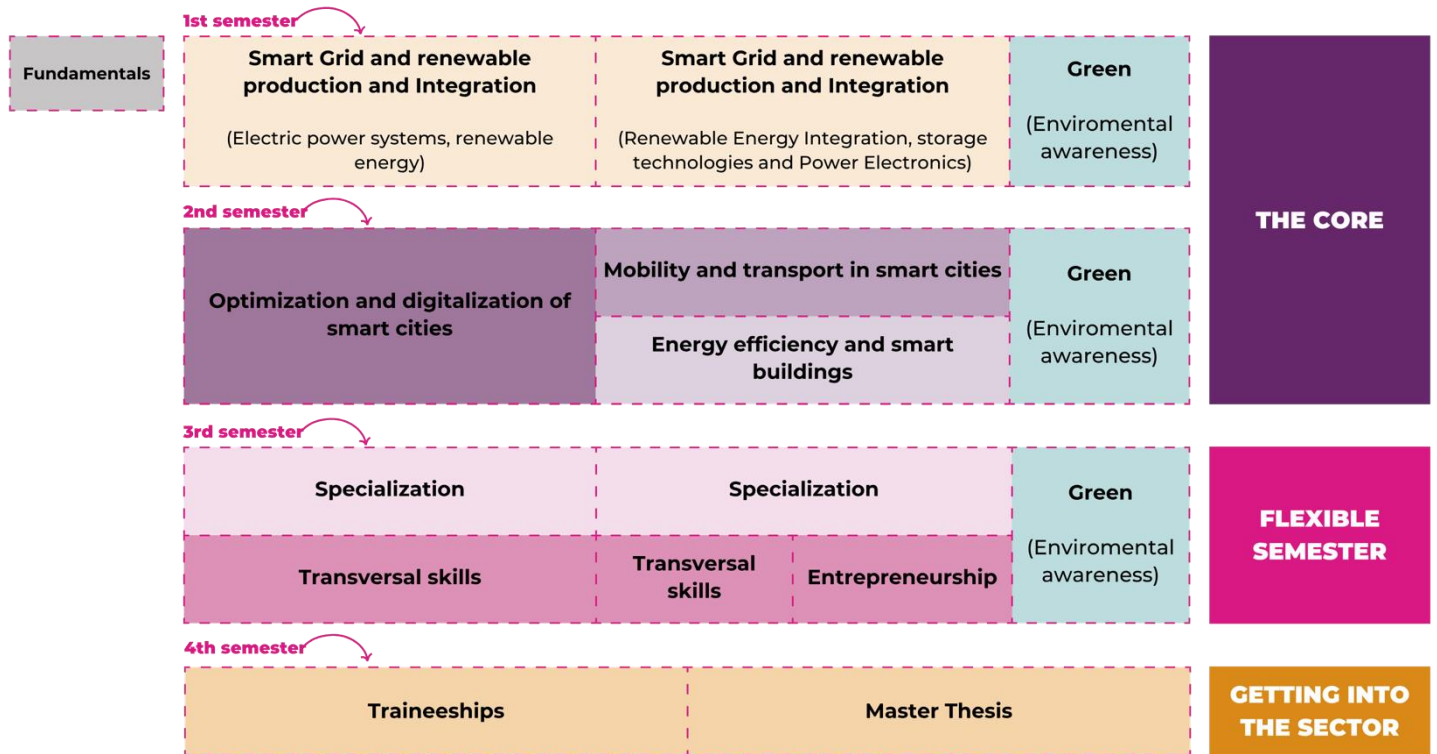 1st semester
Fundamentals
Smart Grid and renewable
production and Integration
(Electric power systems, renewable
energy)
Smart Grid and renewable
production and Integration
(Renewable Energy Integration, storage
technologies and Power Electronics)
Green
(Enviromental
awareness)
THE CORE
2nd semester
Optimization and digitalization of
smart cities
Mobility and transport in smart cities
Energy efficiency and smart
buildings
Green
(Enviromental
awareness)
3rd semester
Specialization
Specialization
Transversal skills
Transversal
skills
Entrepreneurship
Green
(Enviromental
awareness)
FLEXIBLE
SEMESTER
4th semester
Traineeships
Master Thesis
GETTING INTO
THE SECTOR